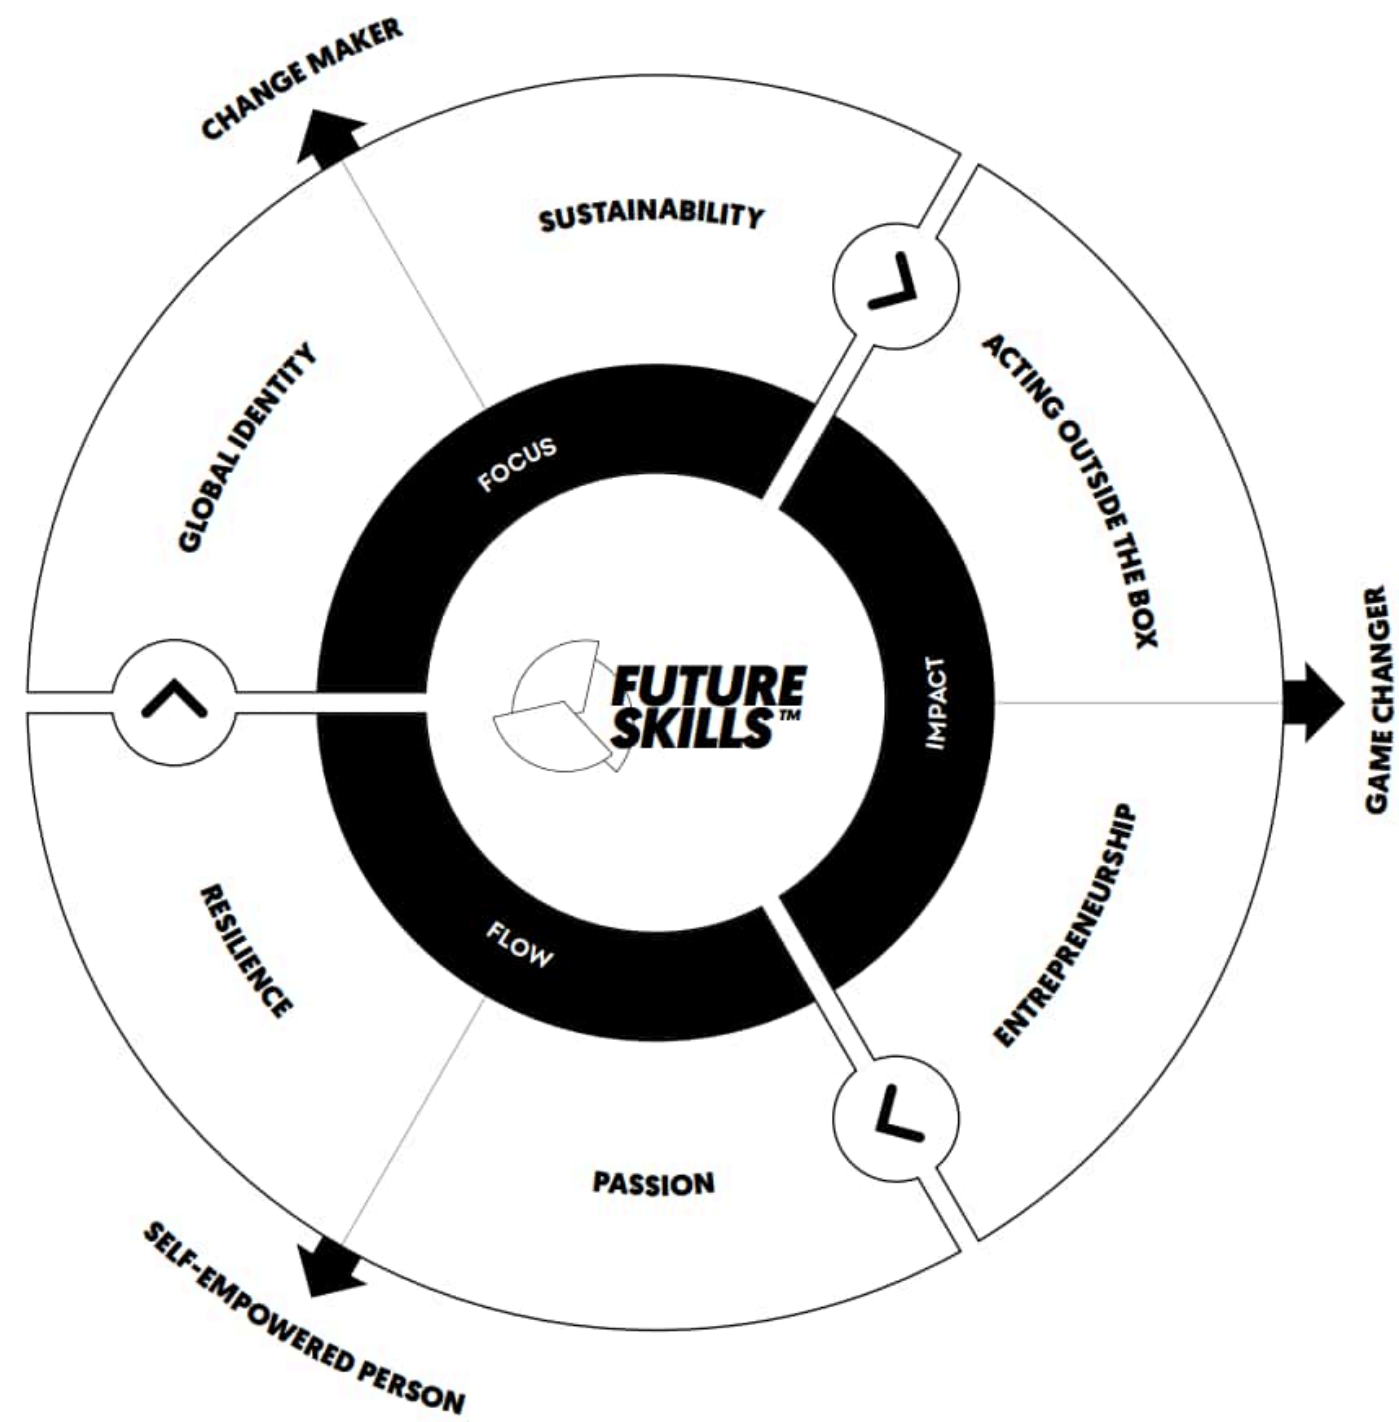 CHANGE MAKER
SUSTAINABILITY
GLOBAL IDENTITY
FOCUS
ACTING OUTSIDE THE BOX
IMPACT
GAME CHANGER
FUTURE
SKILLS™
ENTREPRENEURSHIP
RESILIENCE
FLOW
PASSION
SELF-EMPOWERED PERSON